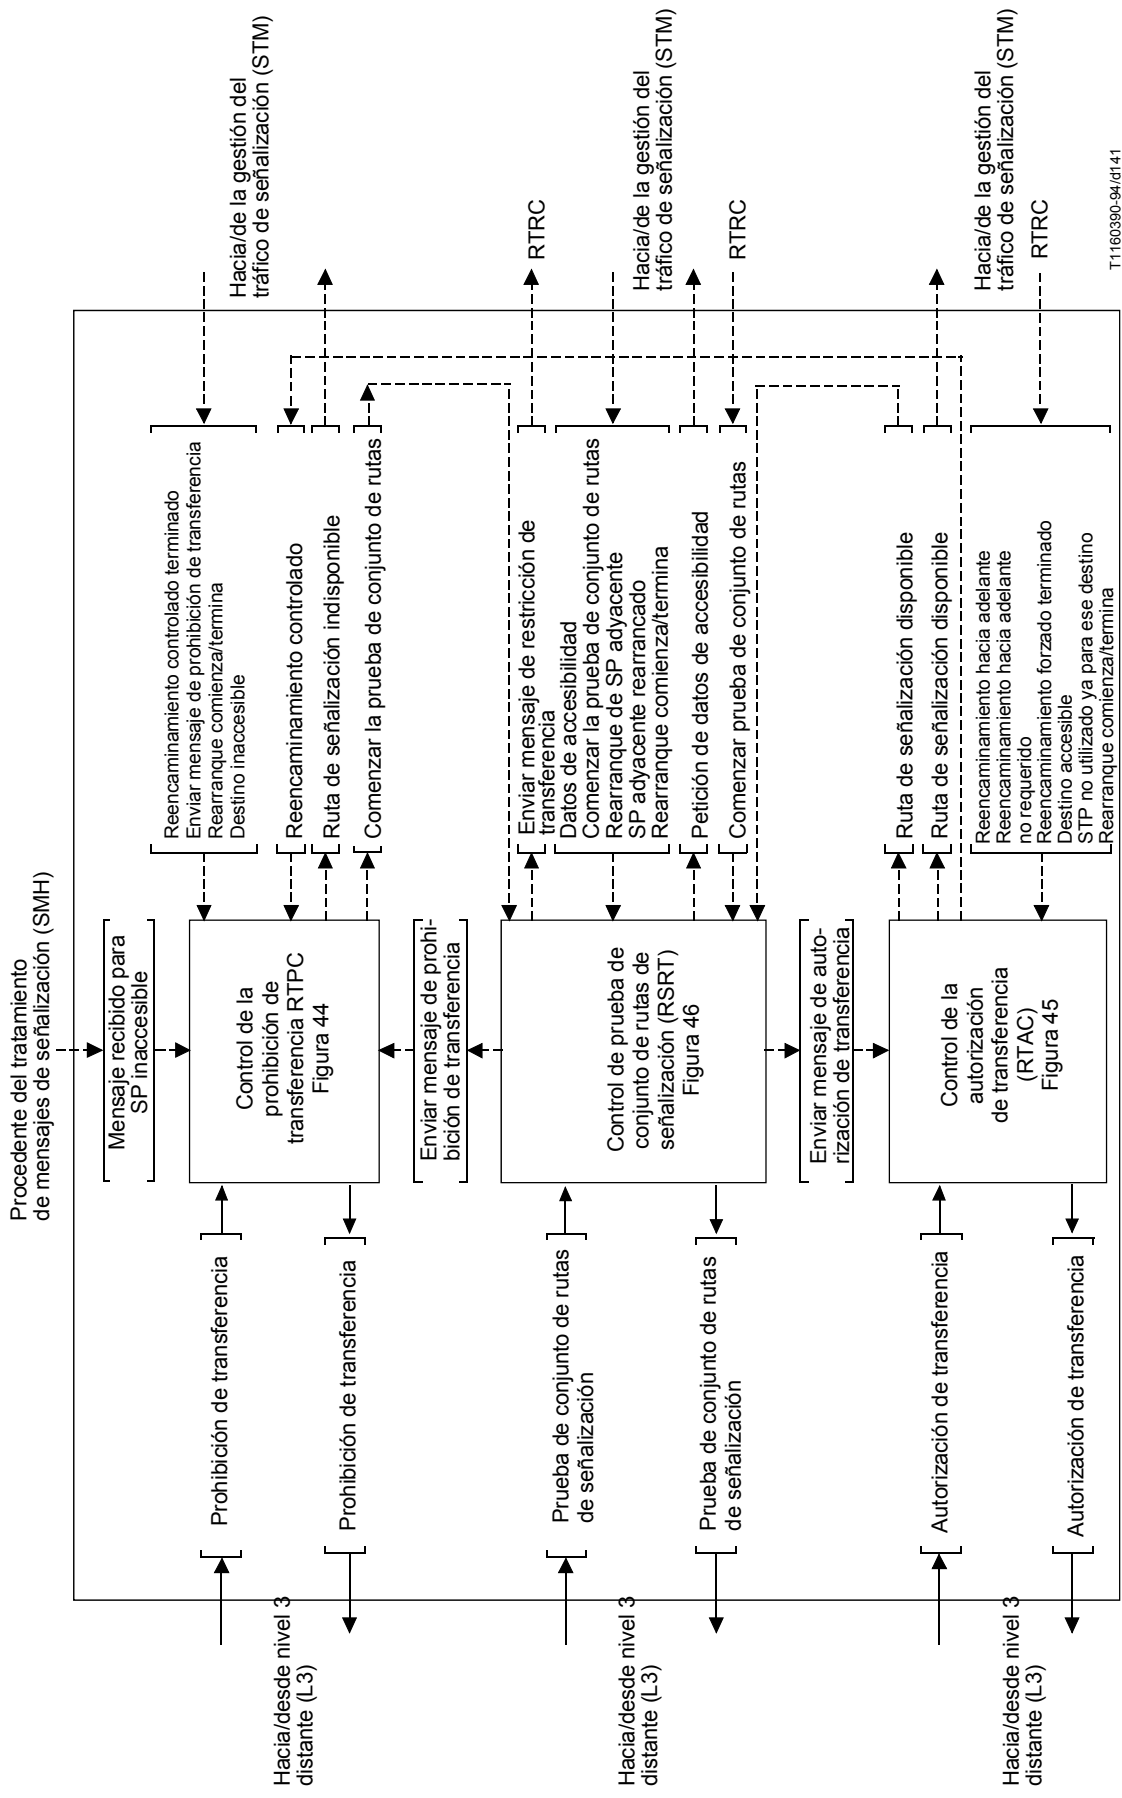 Procedente del tratamiento
de mensajes de señalización (SMH)
Mensaje recibido para
SP inaccesible
Hacia/desde nivel 3
distante (L3)
Prohibición de transferencia
Prohibición de transferencia
Control de la
prohibición de
transferencia RTPC
Figura 44
Reencaminamiento controlado terminado
Enviar mensaje de prohibición de transferencia
Rearranque comienza/termina
Destino inaccesible
Reencaminamiento controlado
Ruta de señalización indisponible
Comenzar la prueba de conjunto de rutas
Hacia/de la gestión del
tráfico de señalización (STM)
Enviar mensaje de prohi-
bición de transferencia
Hacia/desde nivel 3
distante (L3)
Prueba de conjunto de rutas
de señalización
Prueba de conjunto de rutas
de señalización
Control de prueba de
conjunto de rutas de
señalización (RSRT)
Figura 46
Enviar mensaje de restricción de
transferencia
Datos de accesibilidad
Comenzar la prueba de conjunto de rutas
Rearranque de SP adyacente
SP adyacente rearrancado
Rearranque comienza/termina
Petición de datos de accesibilidad
Comenzar prueba de conjunto de rutas
RTRC
Hacia/de la gestión del
tráfico de señalización (STM)
RTRC
Enviar mensaje de auto-
rización de transferencia
Hacia/desde nivel 3
distante (L3)
Autorización de transferencia
Autorización de transferencia
Control de la
autorización
de transferencia
(RTAC)
Figura 45
Ruta de señalización disponible
Ruta de señalización disponible
Reencaminamiento hacia adelante
Reencaminamiento hacia adelante
no requerido
Reencaminamiento forzado terminado
Destino accesible
STP no utilizado ya para ese destino
Rearranque comienza/termina
Hacia/de la gestión del
tráfico de señalización (STM)
RTRC
T1160390-94/d141